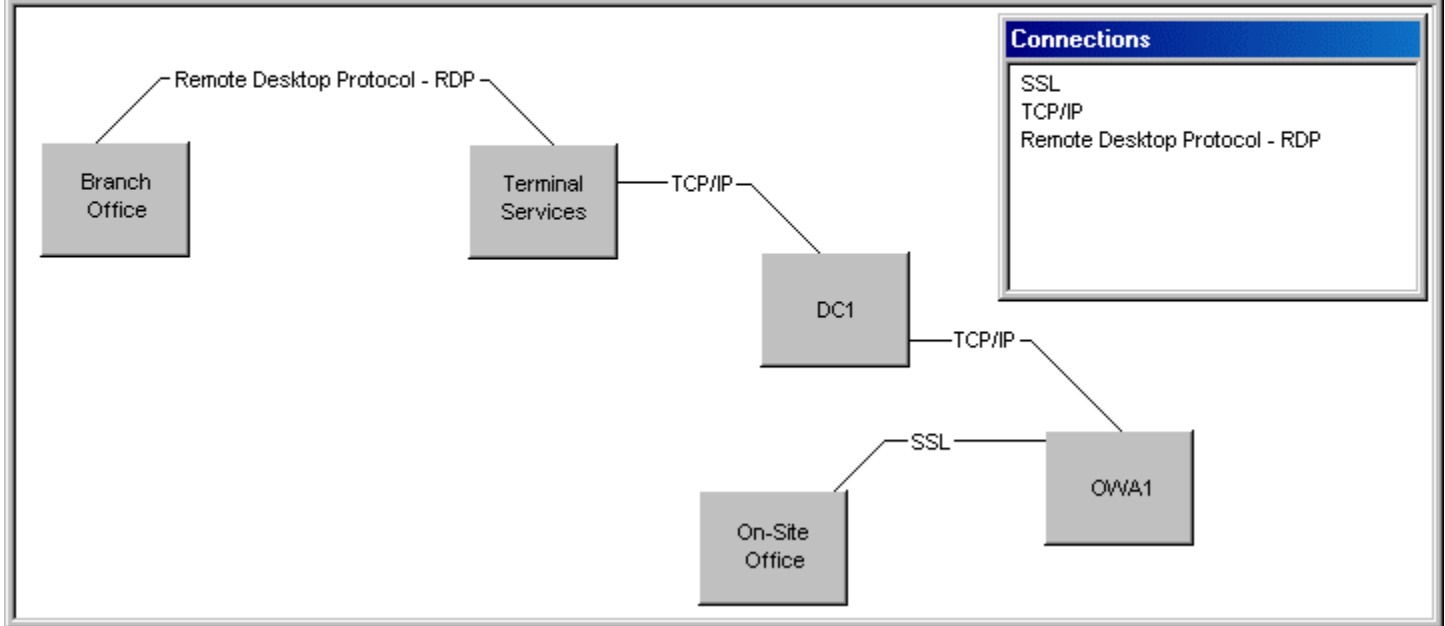 Connections
SSL
TCP/IP
Remote Desktop Protocol - RDP
Remote Desktop Protocol - RDP
Branch
Office
Terminal
Services
TCP/IP
DC1
TCP/IP
SSL
OWA1
On-Site
Office